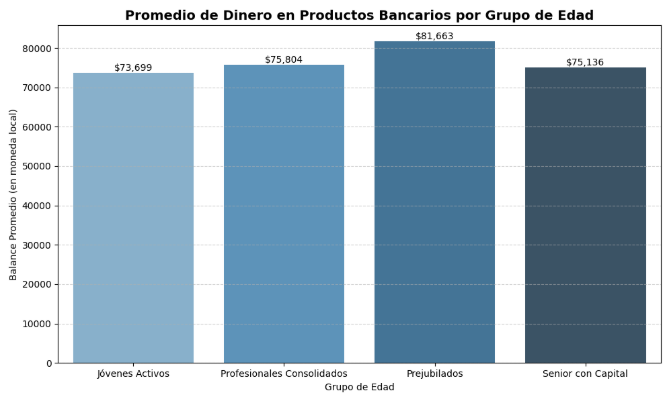 Promedio de Dinero en Productos Bancarios por Grupo de Edad
Balance Promedio (en moneda local)
80000
70000
60000
50000
40000
30000
20000
10000
0
$73,699
$75,804
$81,663
$75,136
Jóvenes Activos
Profesionales Consolidados
Prejubilados
Senior con Capital
Grupo de Edad